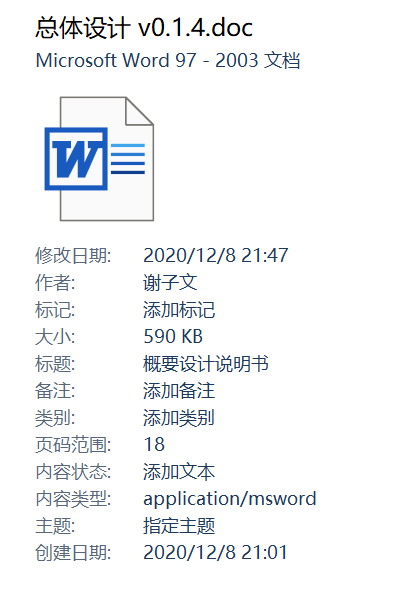 总体设计 v0.1.4.doc
Microsoft Word 97 - 2003 文档
W
修改日期: 2020/12/8 21:47
作者: 谢子文
标记: 添加标记
大小: 590 KB
标题: 概要设计说明书
备注: 添加备注
类别: 添加类别
页码范围: 18
内容状态: 添加文本
内容类型: application/msword
主题: 指定主题
创建日期: 2020/12/8 21:01